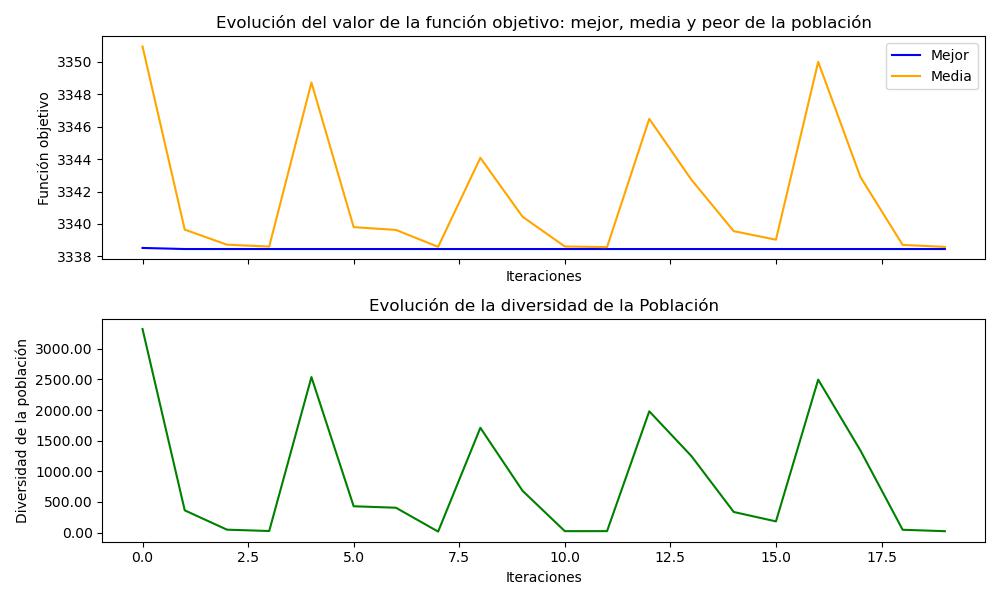 Evolución del valor de la función objetivo: mejor, media y peor de la población
Función objetivo
3350
3348
3346
3344
3342
3340
3338
Mejor
Media
Iteraciones
Evolución de la diversidad de la Población
Diversidad de la población
3000.00
2500.00
2000.00
1500.00
1000.00
500.00
0.00
0.0 2.5 5.0 7.5 10.0 12.5 15.0 17.5
Iteraciones